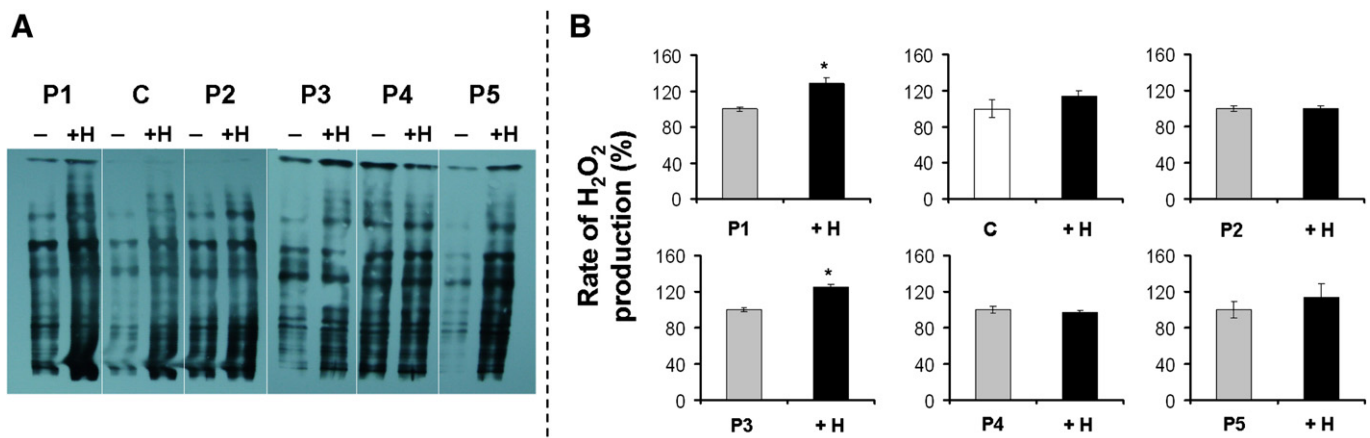 A
P1 C P2 P3 P4 P5
– +H – +H – +H – +H – +H – +H
B
Rate of H₂O₂
production (%)
160
120
80
40
0
*
P1 + H
160
120
80
40
0
C + H
160
120
80
40
0
P2 + H
160
120
80
40
0
*
P3 + H
160
120
80
40
0
P4 + H
160
120
80
40
0
P5 + H